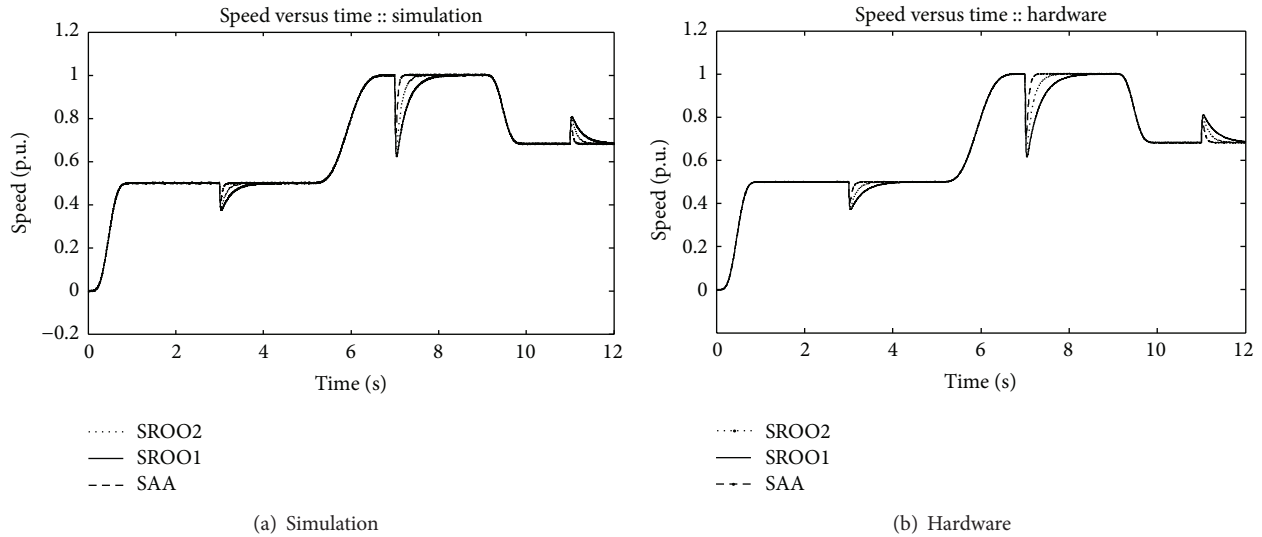 Speed versus time :: simulation
1.2
1
0.8
0.6
0.4
0.2
0
−0.2
Speed (p.u.)
0 2 4 6 8 10 12
Time (s)
SROO2
SROO1
SAA
(a) Simulation
Speed versus time :: hardware
1.2
1
0.8
0.6
0.4
0.2
0
Speed (p.u.)
0 2 4 6 8 10 12
Time (s)
SROO2
SROO1
SAA
(b) Hardware